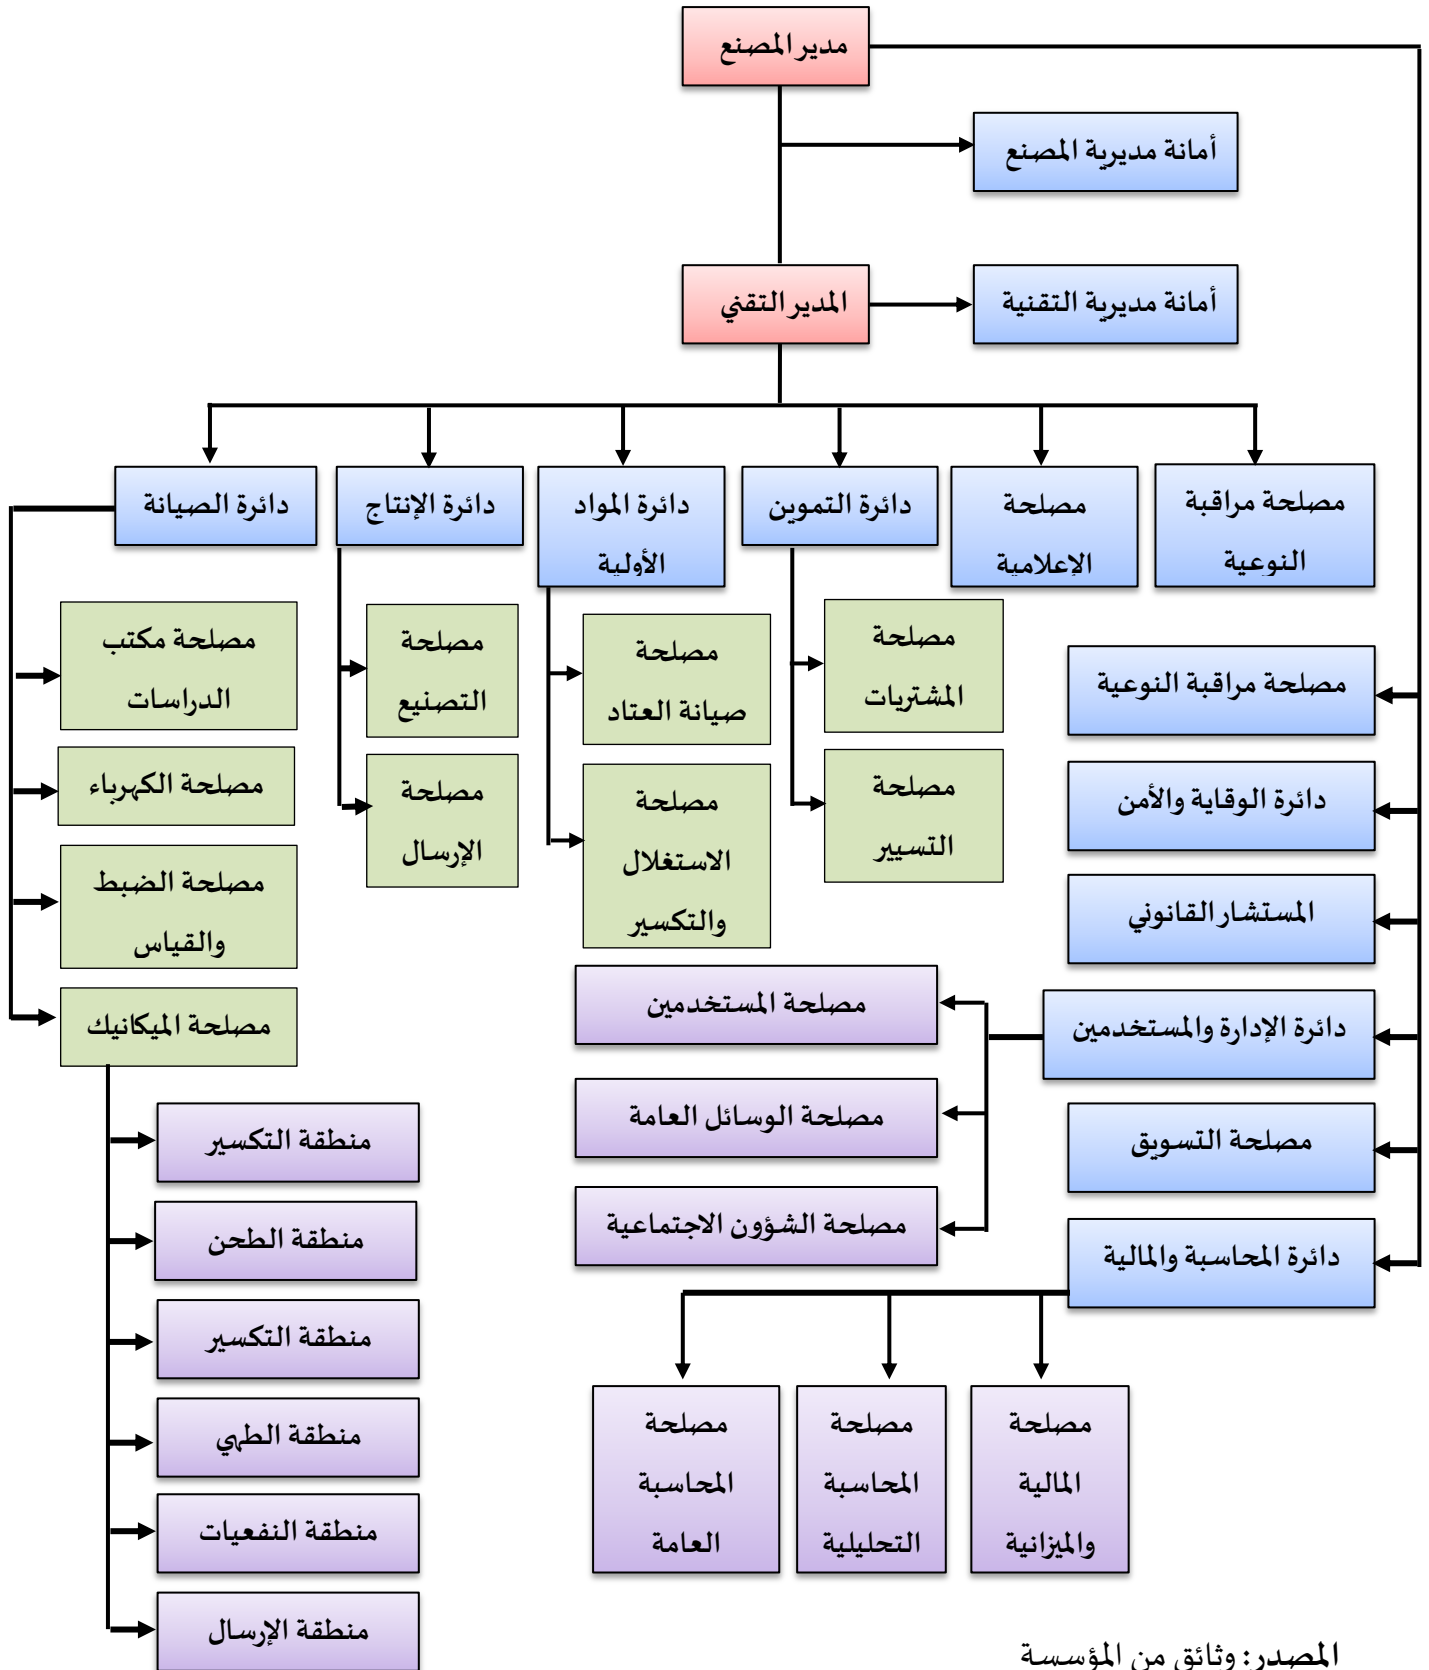 مدير المصنع
أمانة مديرية المصنع
المدير التقني
أمانة مديرية التقنية
مصلحة مراقبة
النوعية
مصلحة
الإعلامية
دائرة التموين
دائرة المواد
الأولية
دائرة الإنتاج
دائرة الصيانة
مصلحة
المشتريات
مصلحة
التسيير
مصلحة
صيانة العتاد
مصلحة
الاستغلال
والتكسير
مصلحة
التصنيع
مصلحة
الإرسال
مصلحة مكتب
الدراسات
مصلحة الكهرباء
مصلحة الضبط
والقياس
مصلحة الميكانيك
منطقة التكسير
منطقة الطحن
منطقة التكسير
منطقة الطهي
منطقة النفعيات
منطقة الإرسال
مصلحة مراقبة النوعية
دائرة الوقاية والأمن
المستشار القانوني
دائرة الإدارة والمستخدمين
مصلحة المستخدمين
مصلحة الوسائل العامة
مصلحة الشؤون الاجتماعية
مصلحة التسويق
دائرة المحاسبة والمالية
مصلحة
المالية
والميزانية
مصلحة
المحاسبة
التحليلية
مصلحة
المحاسبة
العامة
المصدر: وثائق من المؤسسة